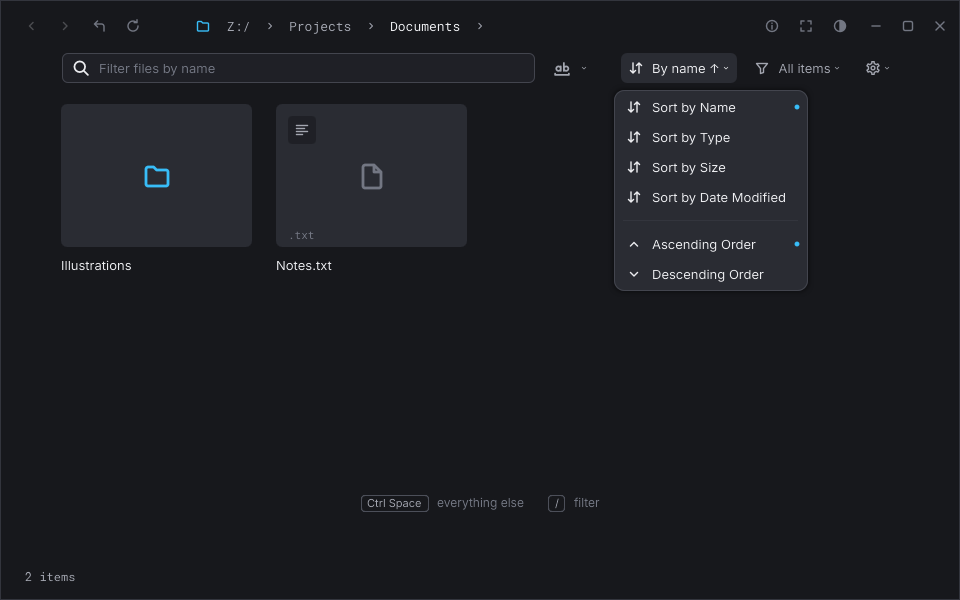 Z:/ Projects Documents
Filter files by name
ab
By name ↑
All items
Sort by Name
Sort by Type
Sort by Size
Sort by Date Modified
Ascending Order
Descending Order
.txt
Illustrations
Notes.txt
Ctrl Space everything else / filter
2 items